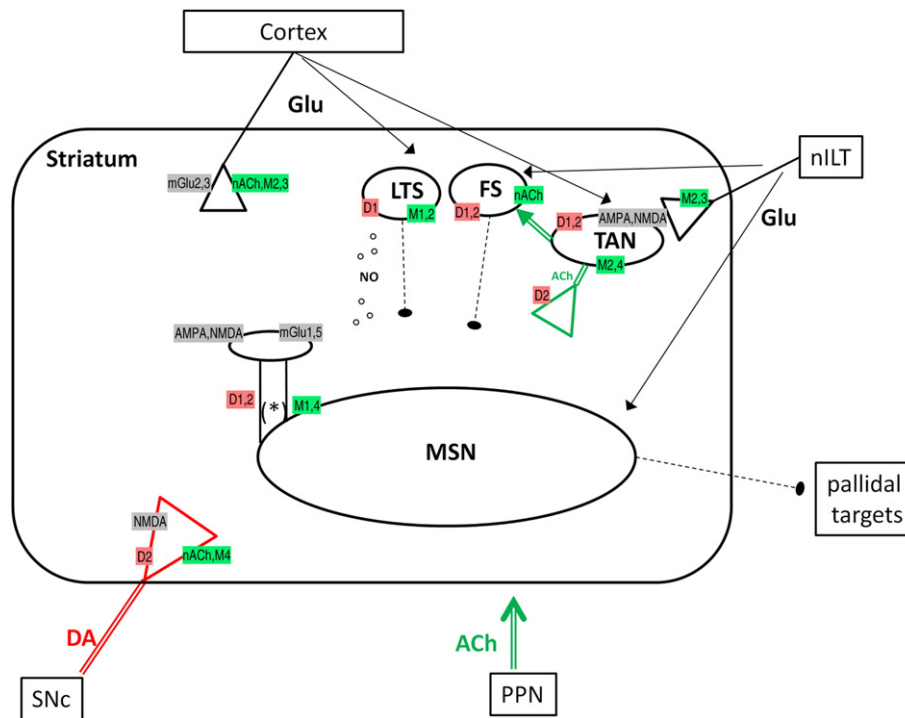 Cortex
Glu
Striatum
nILT
mGlu2,3
nACh,M2,3
LTS
FS
nACh
M2,3
D1
M1,2
D1,2
D1,2
AMPA,NMDA
TAN
Glu
NO
ACh
M2,4
D2
AMPA,NMDA
mGlu1,5
D1,2
(*)
M1,4
MSN
pallidal
targets
NMDA
D2
nACh,M4
DA
ACh
SNc
PPN